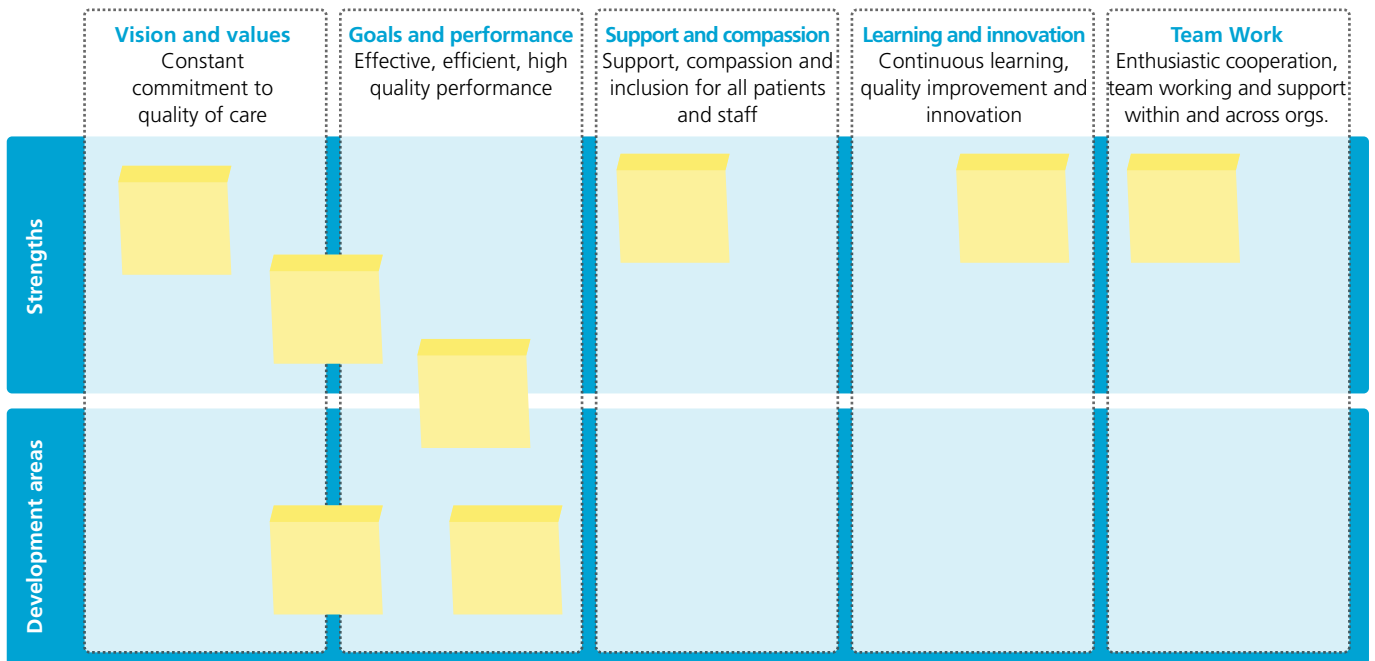 Vision and values
Constant
commitment to
quality of care
Goals and performance
Effective, efficient, high
quality performance
Support and compassion
Support, compassion and
inclusion for all patients
and staff
Learning and innovation
Continuous learning,
quality improvement and
innovation
Team Work
Enthusiastic cooperation,
team working and support
within and across orgs.
Strengths
Development areas